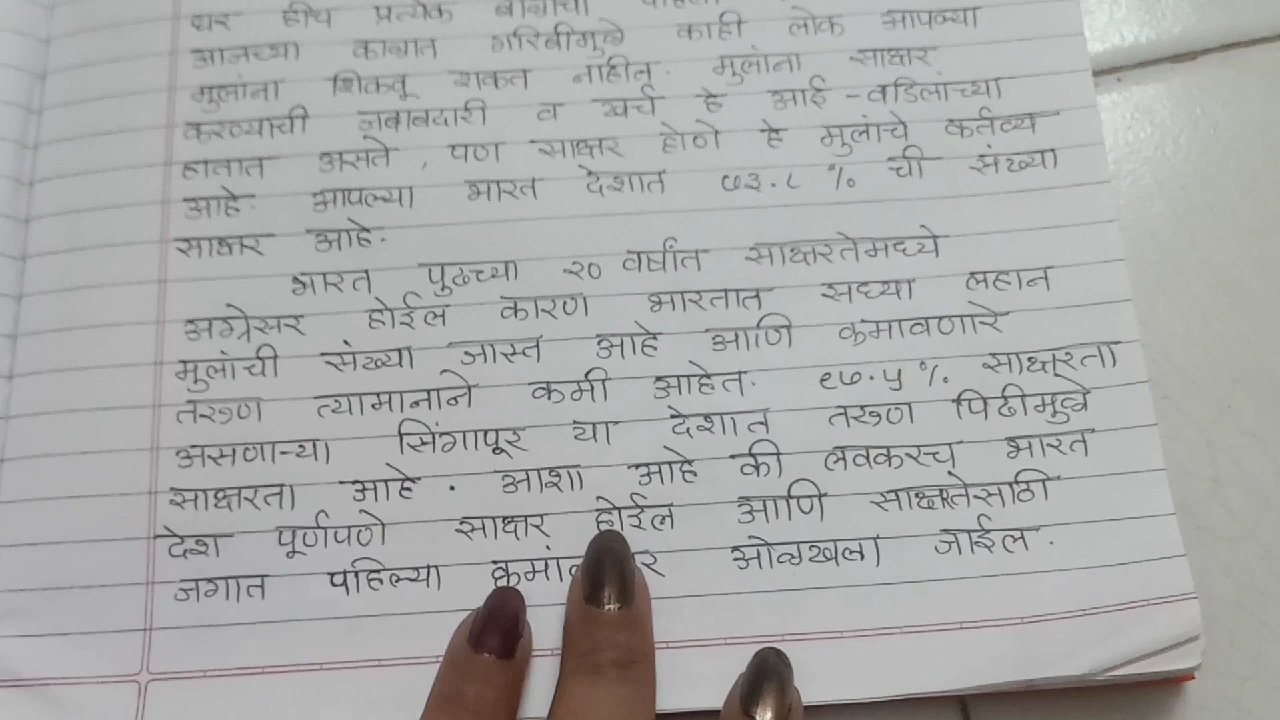 घर हीच प्रत्येक
आजच्या काळात गरिबीमुळे काही लोक आपल्या
मुलांना शिकवू शकत नाहीत. मुलांना साक्षर
करण्याची जबाबदारी व खर्च हे आई-वडिलांच्या
हातात असते, पण साक्षर होणे हे मुलांचे कर्तव्य
आहे. आपल्या भारत देशात ७३.८ % ची संख्या
साक्षर आहे.
भारत पुढच्या २० वर्षांत साक्षरतेमध्ये
अग्रेसर होईल कारण भारतात सध्या लहान
मुलांची संख्या जास्त आहे आणि कमावणारे
तरुण त्यामानाने कमी आहेत. ९७.५ % साक्षरता
असणाऱ्या सिंगापूर या देशात तरुण पिढीमुळे
साक्षरता आहे. आशा आहे की लवकरच भारत
देश पूर्णपणे साक्षर होईल आणि साक्षरतेसाठी
जगात पहिल्या ओळखला जाईल.